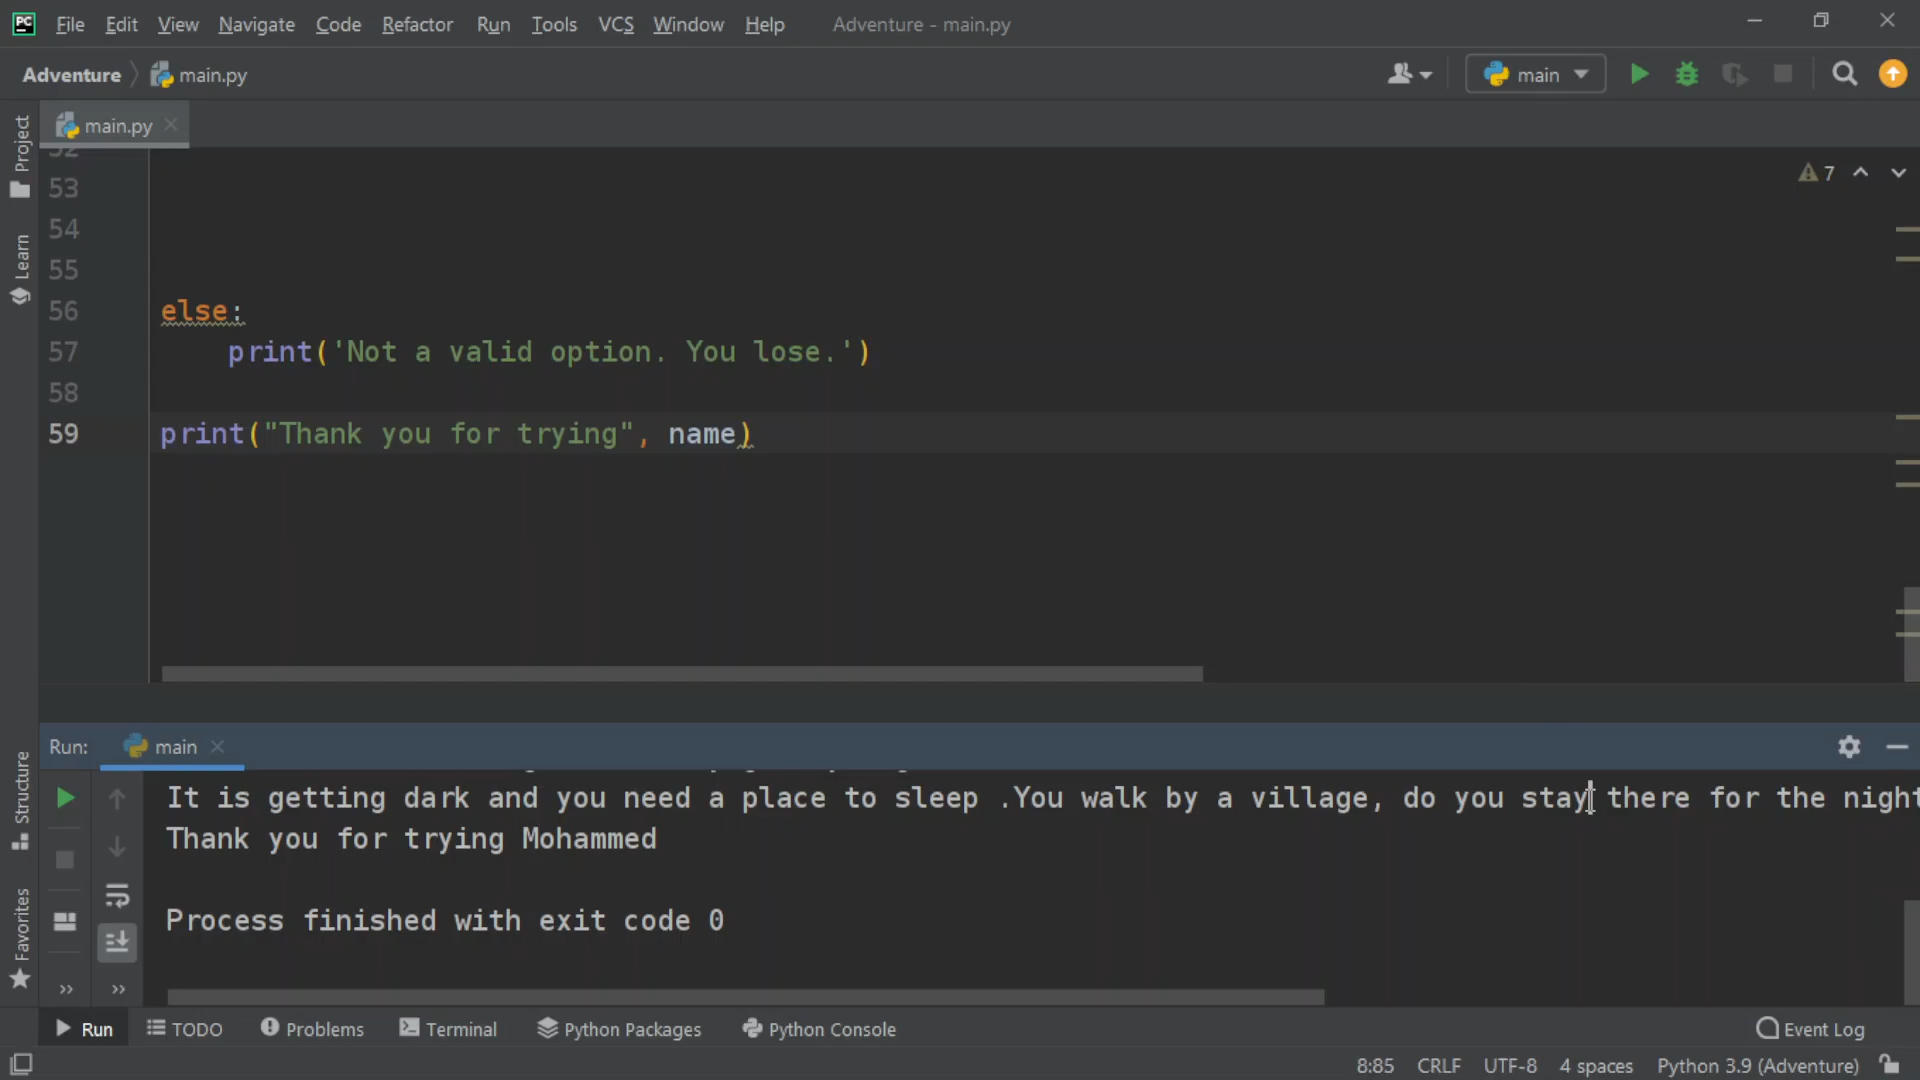 PC File Edit View Navigate Code Refactor Run Tools VCS Window Help Adventure - main.py
Adventure main.py main
main.py
Project
Learn
Structure
Favorites
52
53
54
55
56 else:
57 print('Not a valid option. You lose.')
58
59 print("Thank you for trying", name)
7
Run: main
It is getting dark and you need a place to sleep .You walk by a village, do you stay there for the night
Thank you for trying Mohammed
Process finished with exit code 0
Run TODO Problems Terminal Python Packages Python Console Event Log
8:85 CRLF UTF-8 4 spaces Python 3.9 (Adventure)